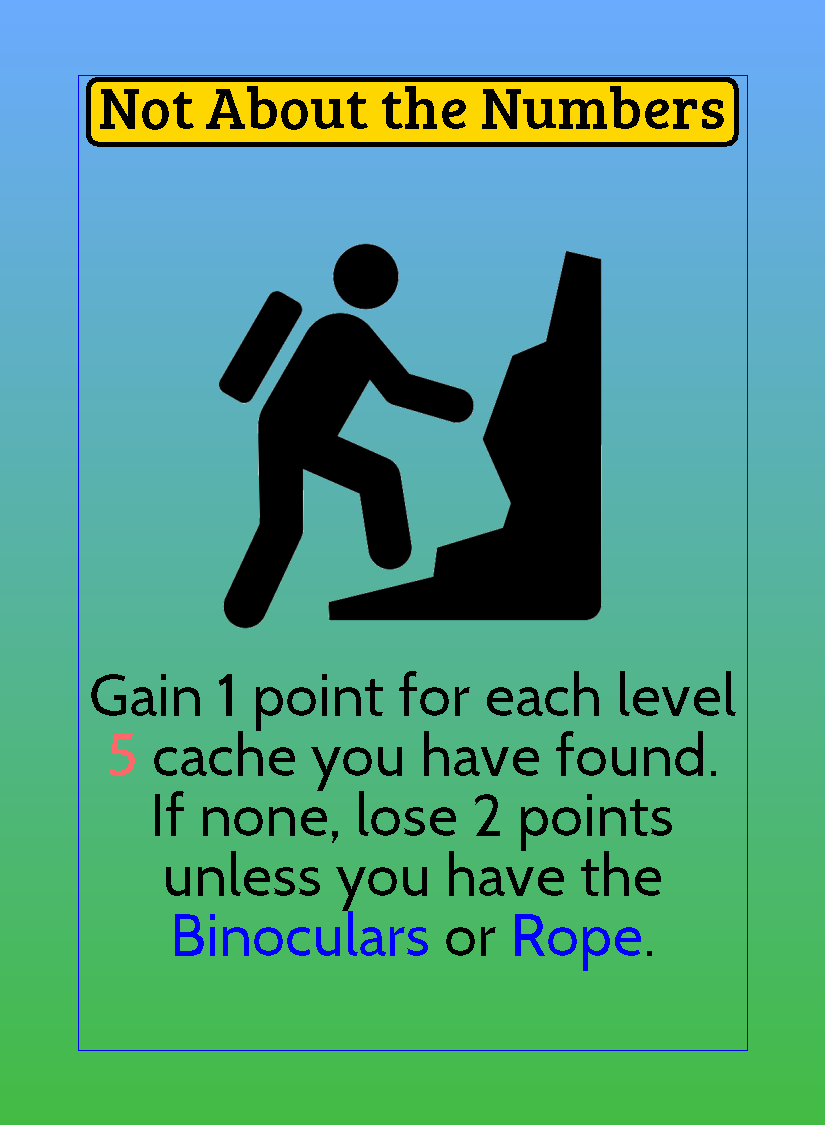 Not About the Numbers
Gain 1 point for each level
5 cache you have found.
If none, lose 2 points
unless you have the
Binoculars or Rope.